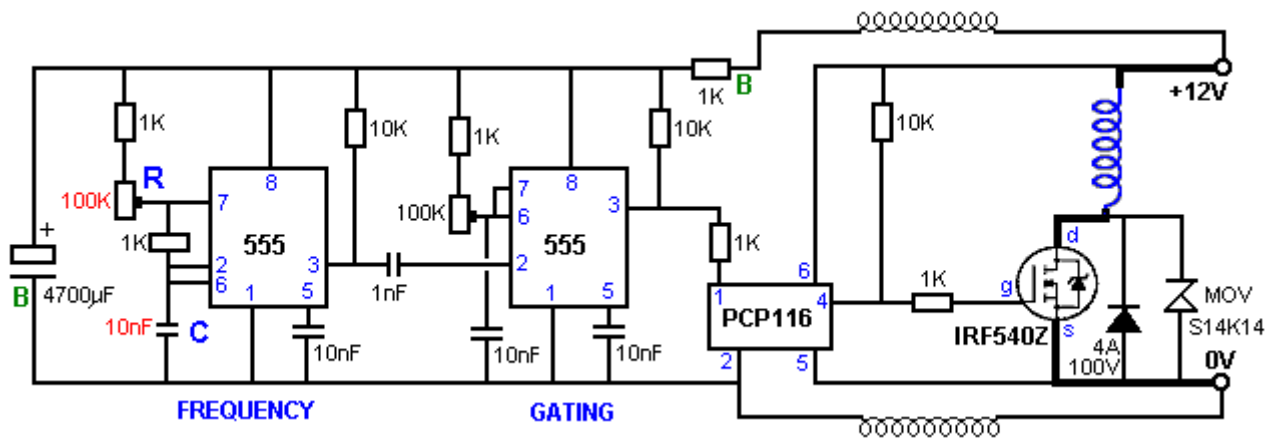 1K
B
+12V
1K
10K
1K
10K
10K
R
100K
7
8
1K
555
2
6
3
1
5
+
B
4700µF
10nF
C
10nF
1nF
100K
7
6
8
3
555
2
1
5
10nF
10nF
1K
1
6
4
PCP116
2
5
1K
g
d
s
IRF540Z
4A
100V
MOV
S14K14
0V
FREQUENCY
GATING